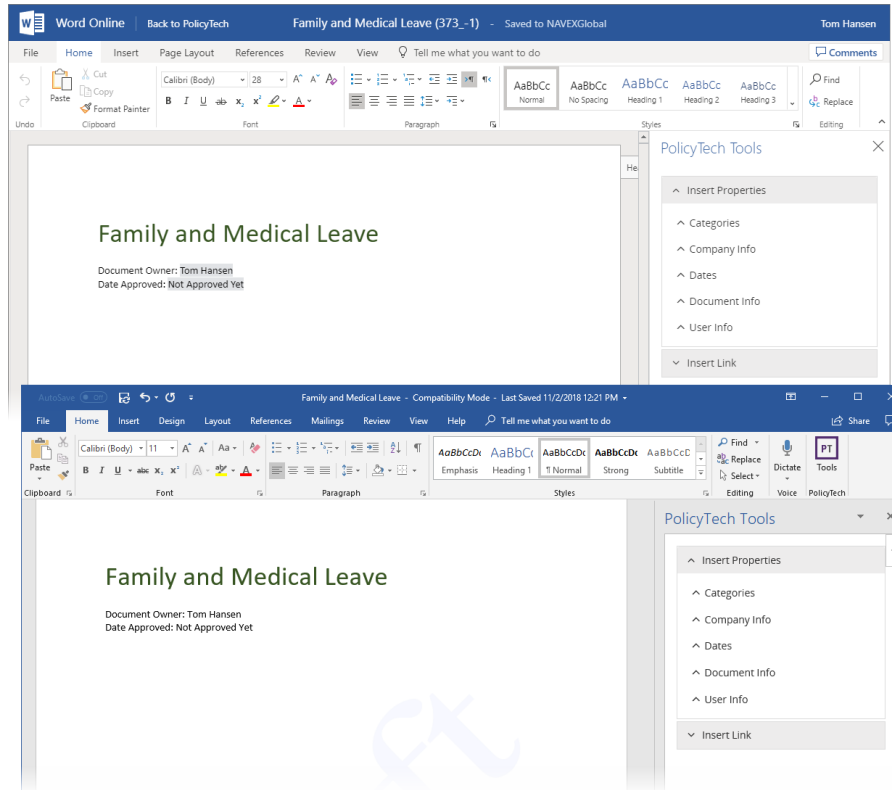 Word Online | Back to PolicyTech Family and Medical Leave (373_-1) - Saved to NAVEXGlobal Tom Hansen
File Home Insert Page Layout References Review View Tell me what you want to do Comments
Cut
Copy
Format Painter
Paste
Calibri (Body) 28 A A
B I U abc x₂ x² A
AaBbCc AaBbCc AaBbCc AaBbCc AaBbCc
Normal No Spacing Heading 1 Heading 2 Heading 3
Find
Replace
Undo Clipboard Font Paragraph Styles Editing
He
PolicyTech Tools
Insert Properties
Categories
Company Info
Dates
Document Info
User Info
Insert Link
Family and Medical Leave
Document Owner: Tom Hansen
Date Approved: Not Approved Yet
AutoSave Off Family and Medical Leave - Compatibility Mode - Last Saved 11/2/2018 12:21 PM
File Home Insert Design Layout References Mailings Review View Help Tell me what you want to do Share
Paste
Calibri (Body) 11 A A Aa
B I U abc x₂ x² A A
AaBbCcDc AaBbCc AaBbCcDc AaBbCcDc AaBbCcD
Emphasis Heading 1 ¶ Normal Strong Subtitle
Find
Replace
Select
Dictate
PT
Tools
Clipboard Font Paragraph Styles Editing Voice PolicyTech
PolicyTech Tools
Insert Properties
Categories
Company Info
Dates
Document Info
User Info
Insert Link
Family and Medical Leave
Document Owner: Tom Hansen
Date Approved: Not Approved Yet